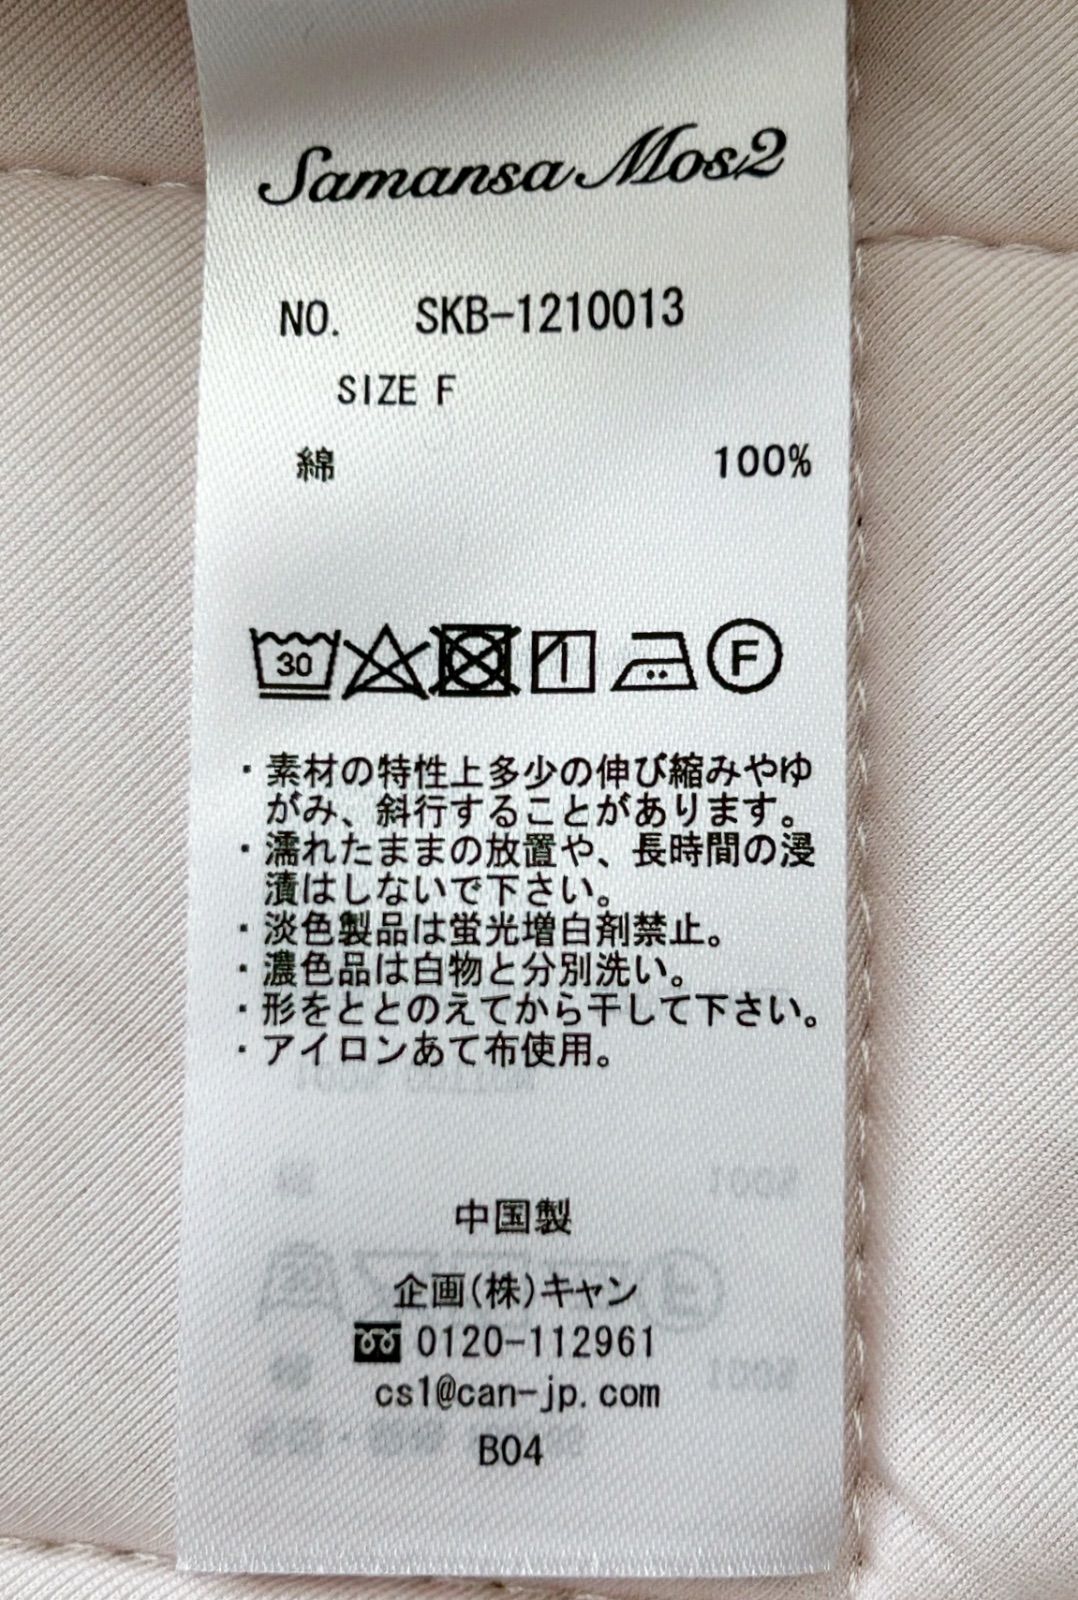 Samansa Mos2
NO. SKB-1210013
SIZE F
綿 100%
30
F
・素材の特性上多少の伸び縮みやゆ
がみ、斜行することがあります。
・濡れたままの放置や、長時間の浸
漬はしないで下さい。
・淡色製品は蛍光増白剤禁止。
・濃色品は白物と分別洗い。
・形をととのえてから干して下さい。
・アイロンあて布使用。
中国製
企画(株)キャン
0120-112961
cs1@can-jp.com
B04